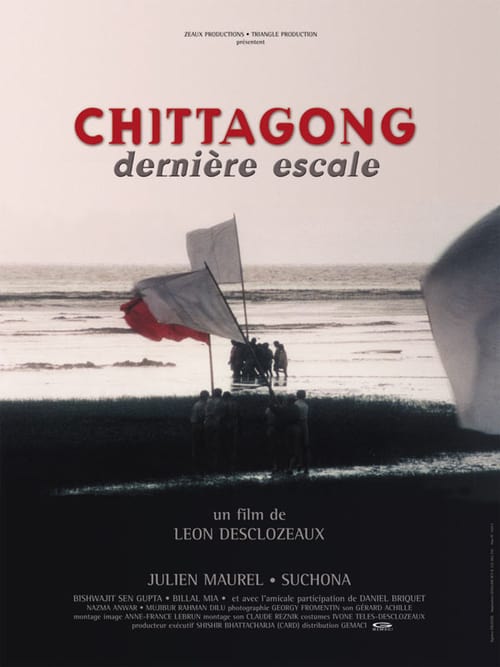 ZEAUX PRODUCTIONS • TRIANGLE PRODUCTION
présentent
CHITTAGONG
dernière escale
un film de
LEON DESCLOZEAUX
JULIEN MAUREL • SUCHONA
BISHWAJIT SEN GUPTA • BILLAL MIA • et avec l'amicale participation de DANIEL BRIQUET
NAZMA ANWAR • MUJIBUR RAHMAN DILU photographie GEORGY FROMENTIN son GÉRARD ACHILLE
montage image ANNE-FRANCE LEBRUN montage son CLAUDE REZNIK costumes IVONE TELES-DESCLOZEAUX
producteur exécutif SHISHIR BHATTACHARJA (CARD) distribution GEMACI